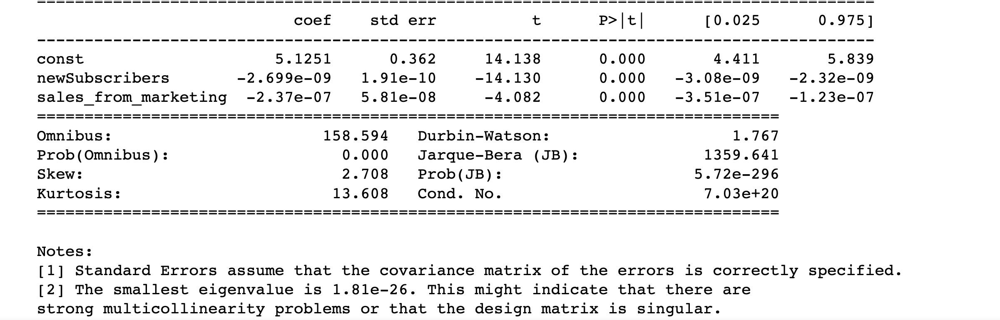 ==============================================================================
coef    std err          t      P>|t|      [0.025      0.975]
------------------------------------------------------------------------------
const                    5.1251      0.362     14.138      0.000       4.411       5.839
newSubscribers       -2.699e-09   1.91e-10    -14.130      0.000   -3.08e-09   -2.32e-09
sales_from_marketing  -2.37e-07   5.81e-08     -4.082      0.000   -3.51e-07   -1.23e-07
==============================================================================
Omnibus:                      158.594   Durbin-Watson:                   1.767
Prob(Omnibus):                  0.000   Jarque-Bera (JB):             1359.641
Skew:                           2.708   Prob(JB):                    5.72e-296
Kurtosis:                      13.608   Cond. No.                     7.03e+20
==============================================================================
Notes:
[1] Standard Errors assume that the covariance matrix of the errors is correctly specified.
[2] The smallest eigenvalue is 1.81e-26. This might indicate that there are
strong multicollinearity problems or that the design matrix is singular.